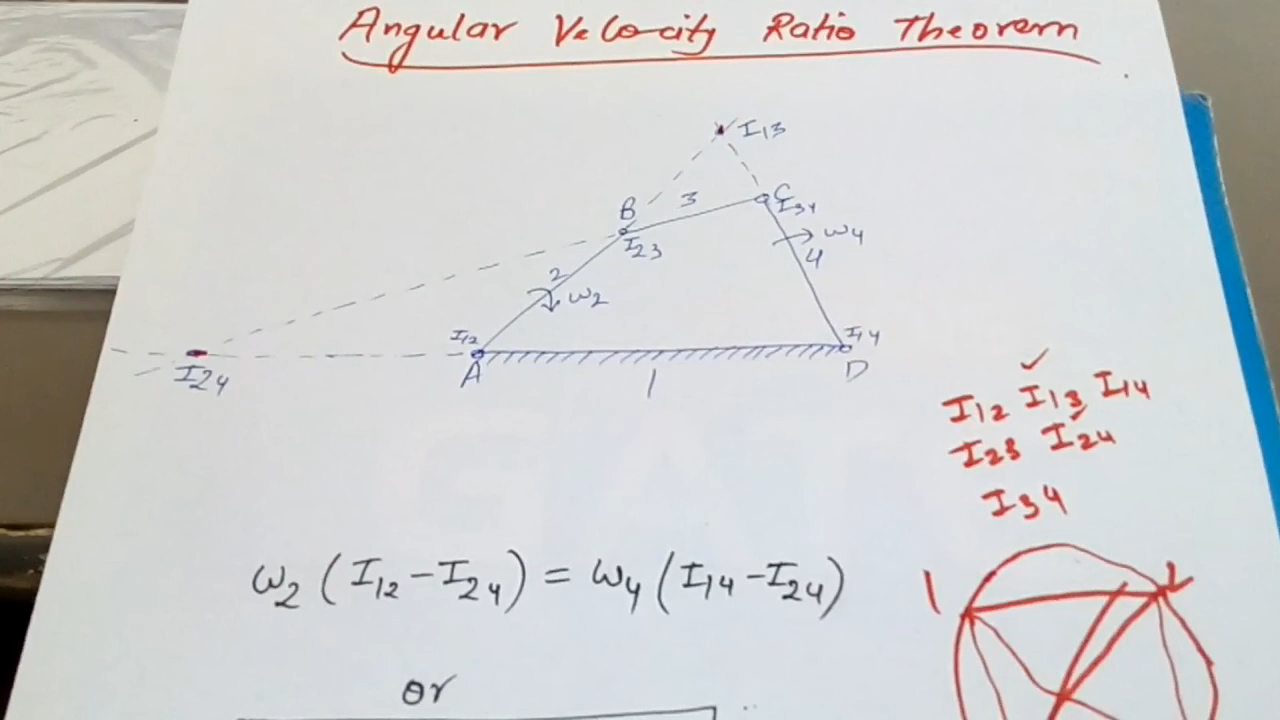 Angular Velocity Ratio Theorem
I13
B
3
C
I34
I23
ω4
4
2
ω2
I12
I14
I24
A
1
D
I12 I13 I14
I23 I24
I34
ω2 (I12 - I24) = ω4 (I14 - I24)
1
2
or